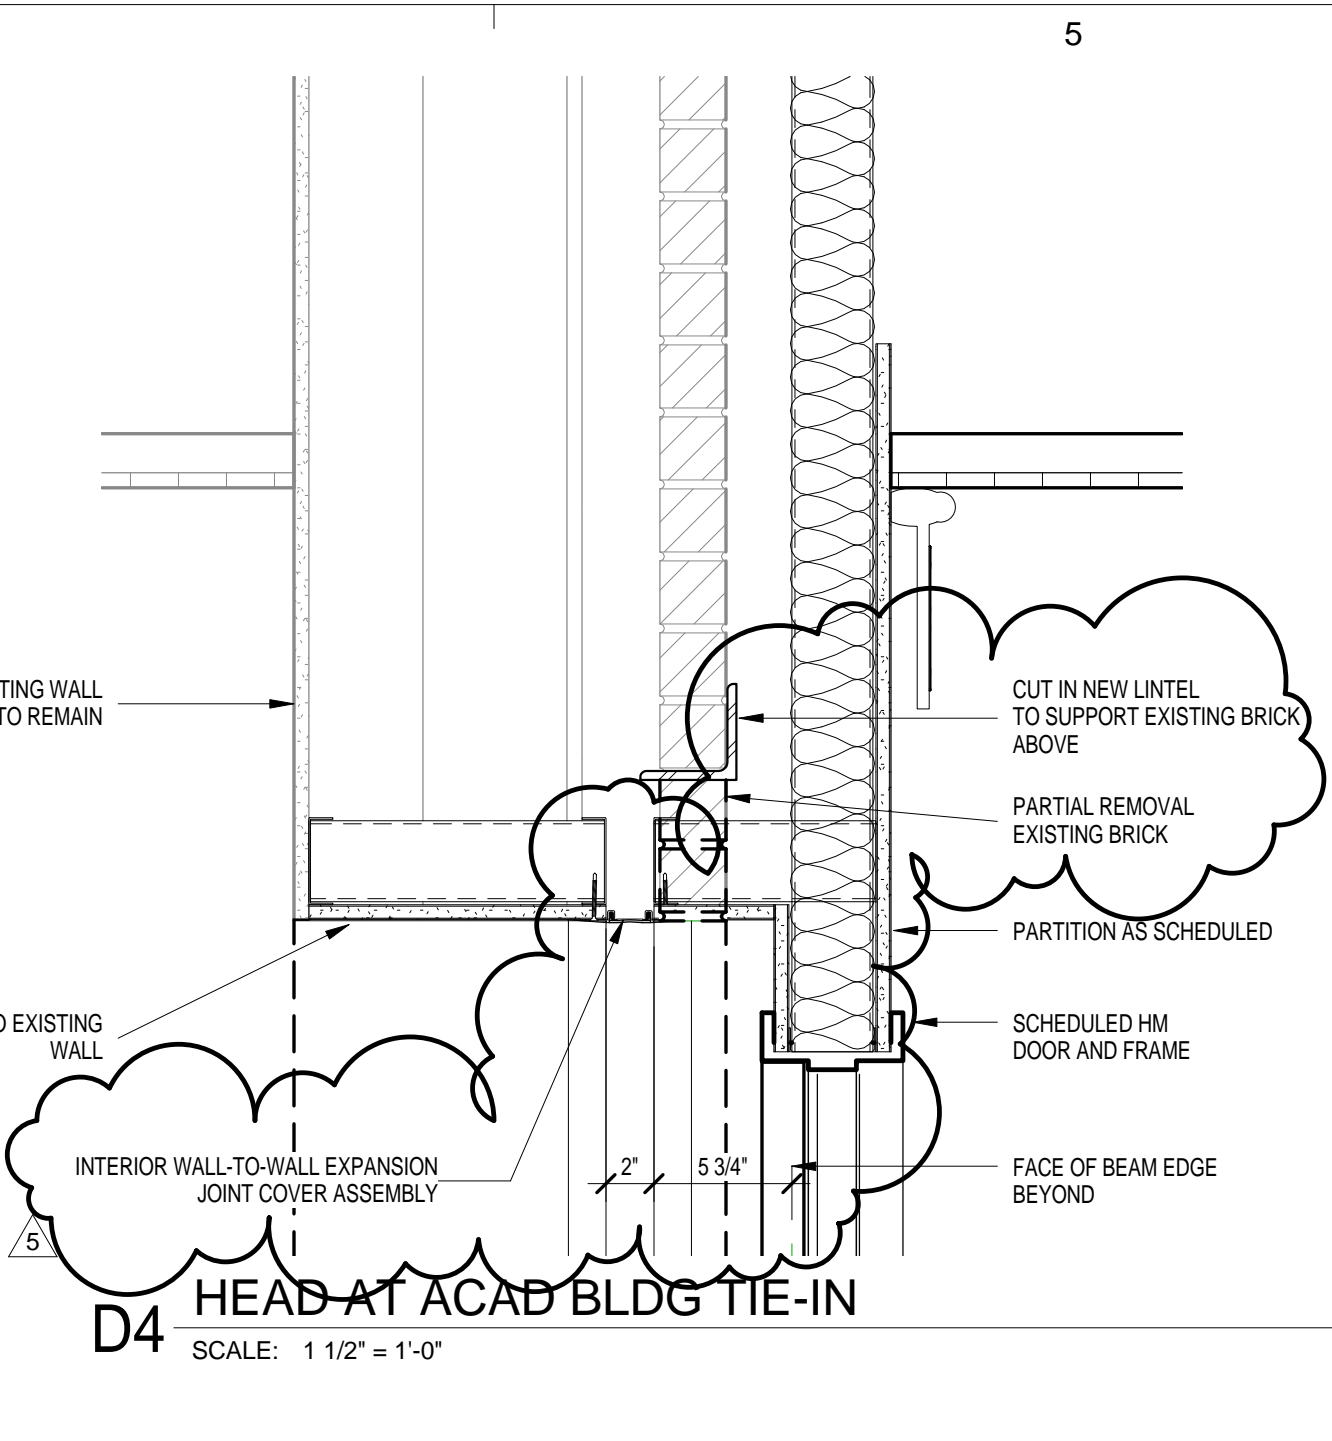 5
TING WALL
TO REMAIN
CUT IN NEW LINTEL
TO SUPPORT EXISTING BRICK
ABOVE
PARTIAL REMOVAL
EXISTING BRICK
PARTITION AS SCHEDULED
O EXISTING
WALL
SCHEDULED HM
DOOR AND FRAME
INTERIOR WALL-TO-WALL EXPANSION
JOINT COVER ASSEMBLY
2" 5 3/4"
FACE OF BEAM EDGE
BEYOND
5
D4 HEAD AT ACAD BLDG TIE-IN
SCALE: 1 1/2" = 1'-0"